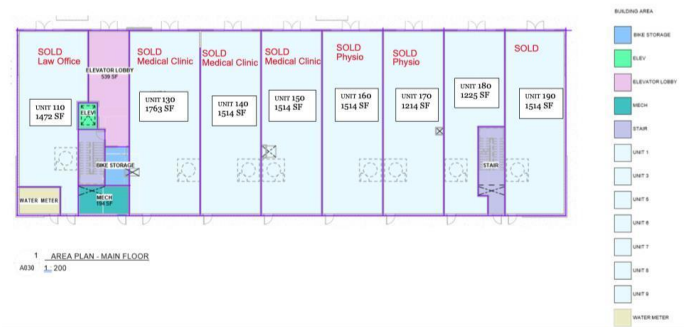 SOLD
Law Office
ELEVATOR LOBBY
539 SF
SOLD
Medical Clinic
SOLD
Medical Clinic
SOLD
Medical Clinic
SOLD
Physio
SOLD
Physio
SOLD
UNIT 110
1472 SF
ELEV
UNIT 130
1763 SF
UNIT 140
1514 SF
UNIT 150
1514 SF
UNIT 160
1514 SF
UNIT 170
1214 SF
UNIT 180
1225 SF
UNIT 190
1514 SF
BIKE STORAGE
STAIR
WATER METER
MECH
194 SF
1 AREA PLAN - MAIN FLOOR
A030 1 : 200
BUILDING AREA
BIKE STORAGE
ELEV
ELEVATOR LOBBY
MECH
STAIR
UNIT 1
UNIT 3
UNIT 5
UNIT 6
UNIT 7
UNIT 8
UNIT 9
WATER METER